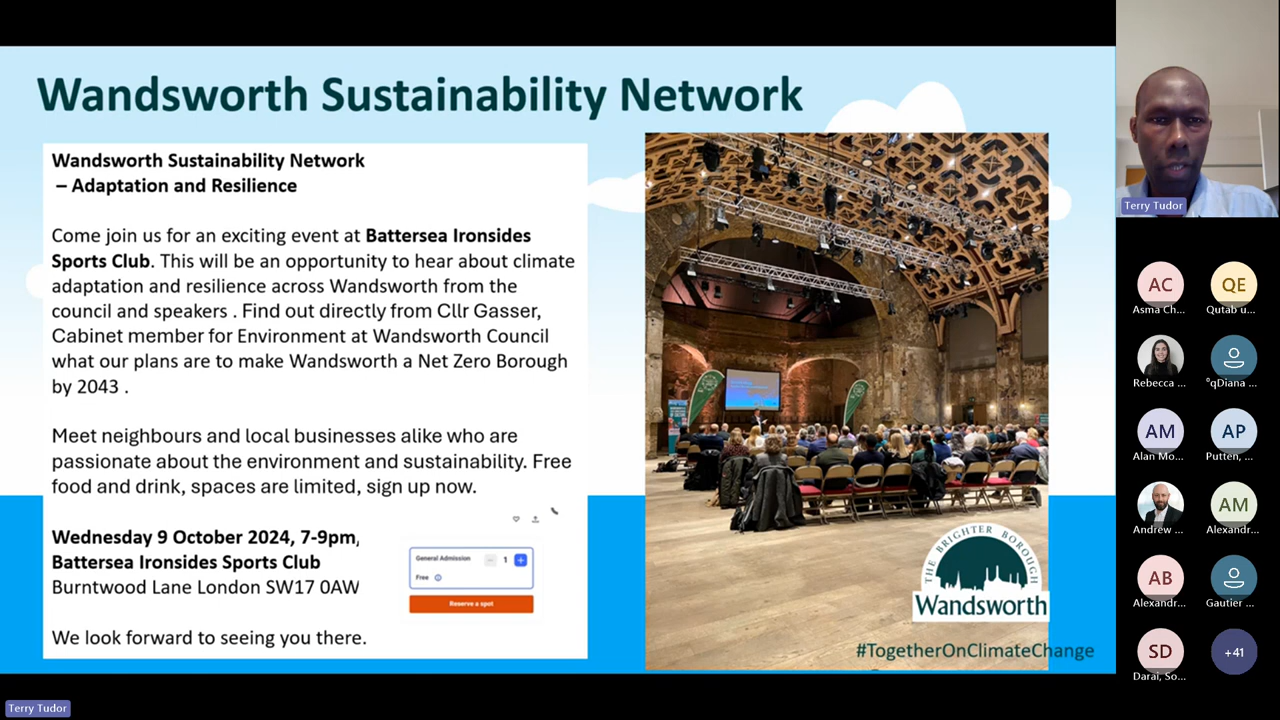 Wandsworth Sustainability Network
Wandsworth Sustainability Network
– Adaptation and Resilience
Come join us for an exciting event at Battersea Ironsides
Sports Club. This will be an opportunity to hear about climate
adaptation and resilience across Wandsworth from the
council and speakers . Find out directly from Cllr Gasser,
Cabinet member for Environment at Wandsworth Council
what our plans are to make Wandsworth a Net Zero Borough
by 2043 .
Meet neighbours and local businesses alike who are
passionate about the environment and sustainability. Free
food and drink, spaces are limited, sign up now.
Wednesday 9 October 2024, 7-9pm,
Battersea Ironsides Sports Club
Burntwood Lane London SW17 0AW
We look forward to seeing you there.
General Admission
1
Free
Reserve a spot
THE BRIGHTER BOROUGH
Wandsworth
#TogetherOnClimateChange
Terry Tudor
AC
Asma Ch...
QE
Qutab u...
Rebecca ...
°qDiana ...
AM
Alan Mo...
AP
Putten, ...
Andrew ...
AM
Alexandr...
AB
Alexandr...
Gautier ...
SD
Darai, So...
+41
Terry Tudor